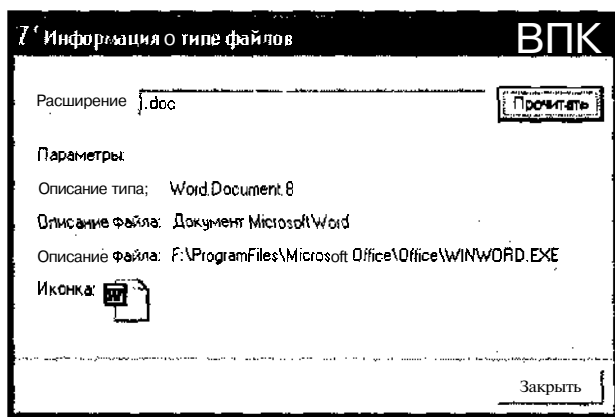 7' Информация о типе файлов ВПК
Расширение .doc Прочитать
Параметры:
Описание типа; Word.Document.8
Описание файла: Документ Microsoft Word
Описание файла: F:\ProgramFiles\Microsoft Office\Office\WINWORD.EXE
Иконка:
Закрыть